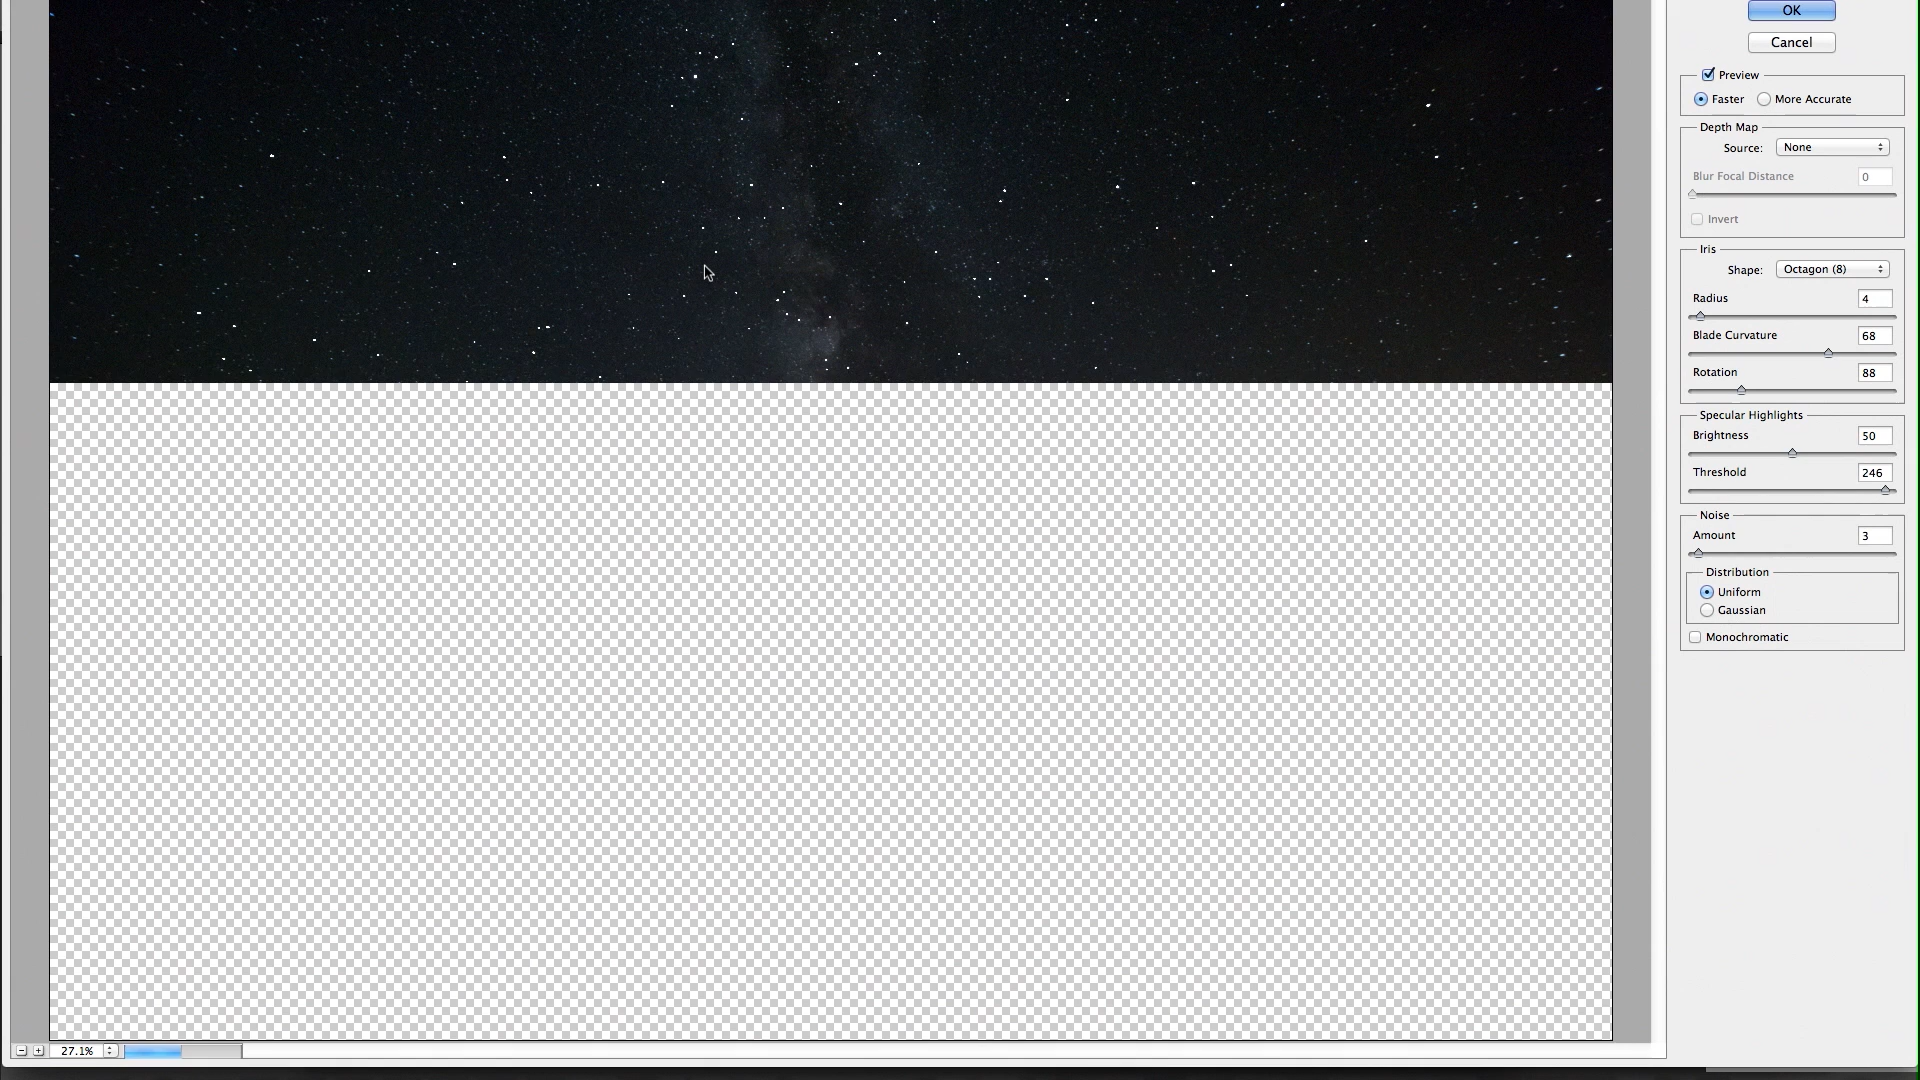 OK
Cancel
Preview
Faster More Accurate
Depth Map
Source: None
Blur Focal Distance 0
Invert
Iris
Shape: Octagon (8)
Radius 4
Blade Curvature 68
Rotation 88
Specular Highlights
Brightness 50
Threshold 246
Noise
Amount 3
Distribution
Uniform
Gaussian
Monochromatic
27.1%